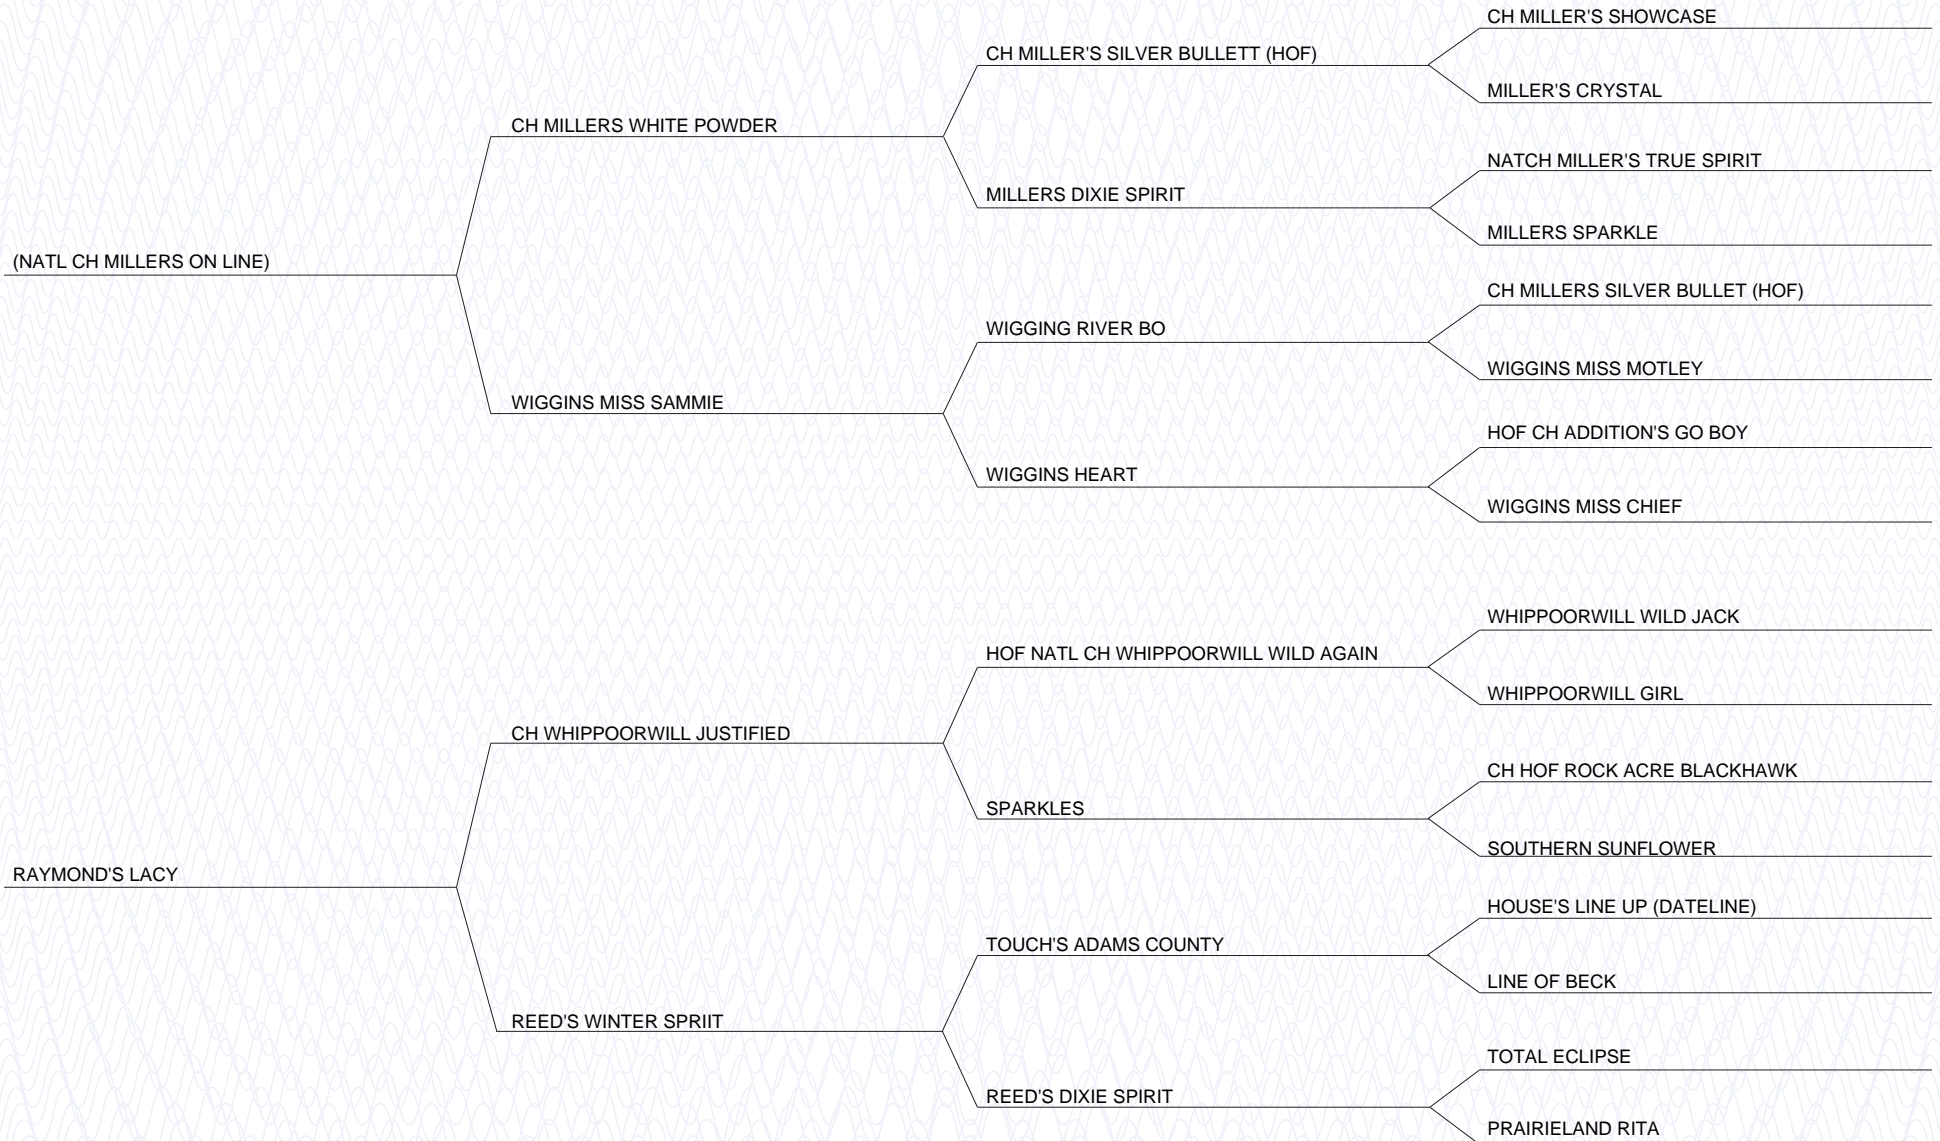 CH MILLER'S SHOWCASE
CH MILLER'S SILVER BULLETT (HOF)
MILLER'S CRYSTAL
CH MILLERS WHITE POWDER
NATCH MILLER'S TRUE SPIRIT
MILLERS DIXIE SPIRIT
MILLERS SPARKLE
(NATL CH MILLERS ON LINE)
CH MILLERS SILVER BULLET (HOF)
WIGGING RIVER BO
WIGGINS MISS MOTLEY
WIGGINS MISS SAMMIE
HOF CH ADDITION'S GO BOY
WIGGINS HEART
WIGGINS MISS CHIEF
WHIPPOORWILL WILD JACK
HOF NATL CH WHIPPOORWILL WILD AGAIN
WHIPPOORWILL GIRL
CH WHIPPOORWILL JUSTIFIED
CH HOF ROCK ACRE BLACKHAWK
SPARKLES
SOUTHERN SUNFLOWER
RAYMOND'S LACY
HOUSE'S LINE UP (DATELINE)
TOUCH'S ADAMS COUNTY
LINE OF BECK
REED'S WINTER SPRIIT
TOTAL ECLIPSE
REED'S DIXIE SPIRIT
PRAIRIELAND RITA